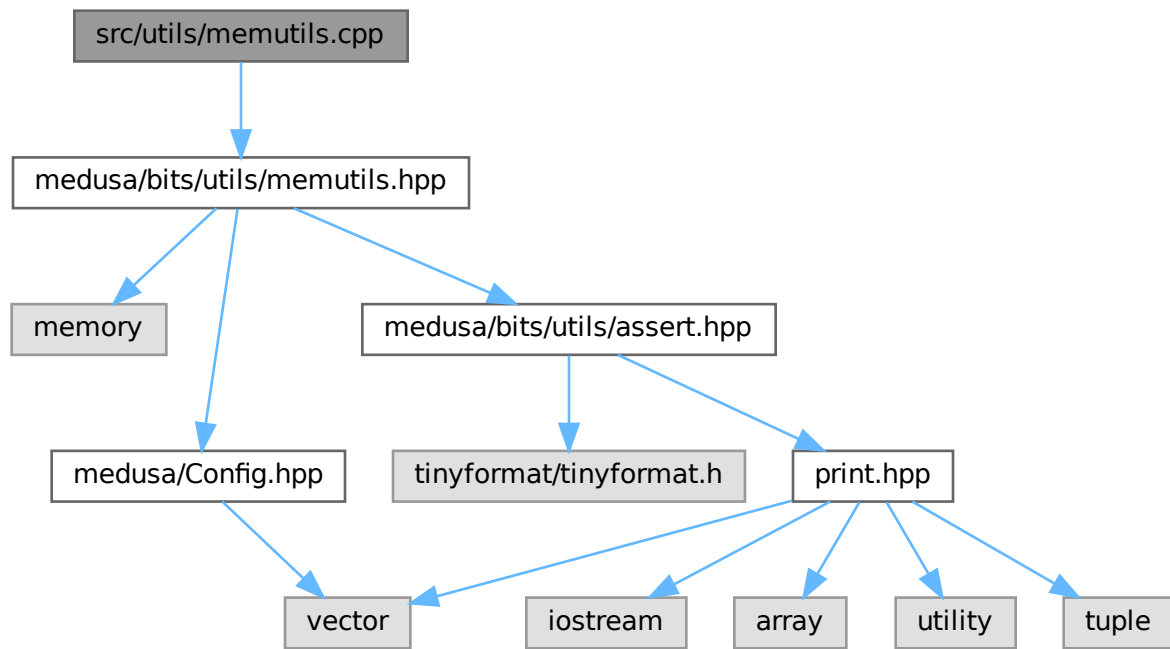 src/utils/memutils.cpp
medusa/bits/utils/memutils.hpp
memory
medusa/bits/utils/assert.hpp
medusa/Config.hpp
tinyformat/tinyformat.h
print.hpp
vector
iostream
array
utility
tuple